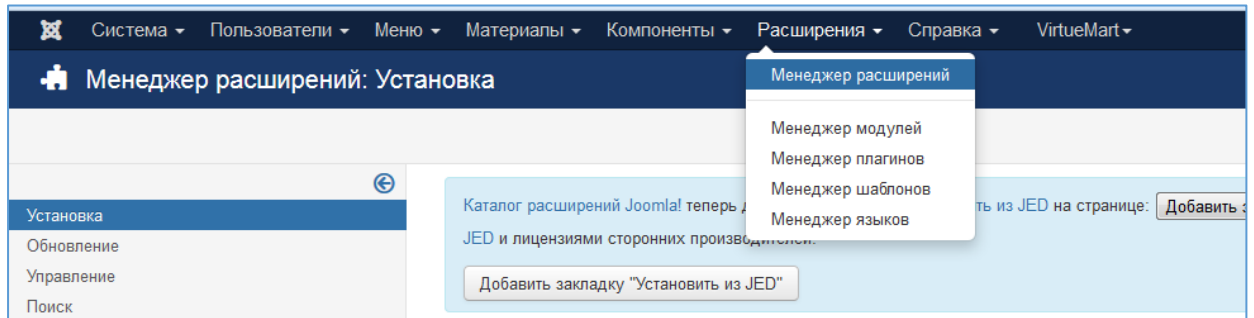 Система Пользователи Меню Материалы Компоненты Расширения Справка VirtueMart
Менеджер расширений: Установка
Менеджер расширений
Менеджер модулей
Менеджер плагинов
Менеджер шаблонов
Менеджер языков
Установка
Обновление
Управление
Поиск
Каталог расширений Joomla! теперь из JED на странице: Добавить
JED и лицензиями сторонних производителей.
Добавить закладку "Установить из JED"